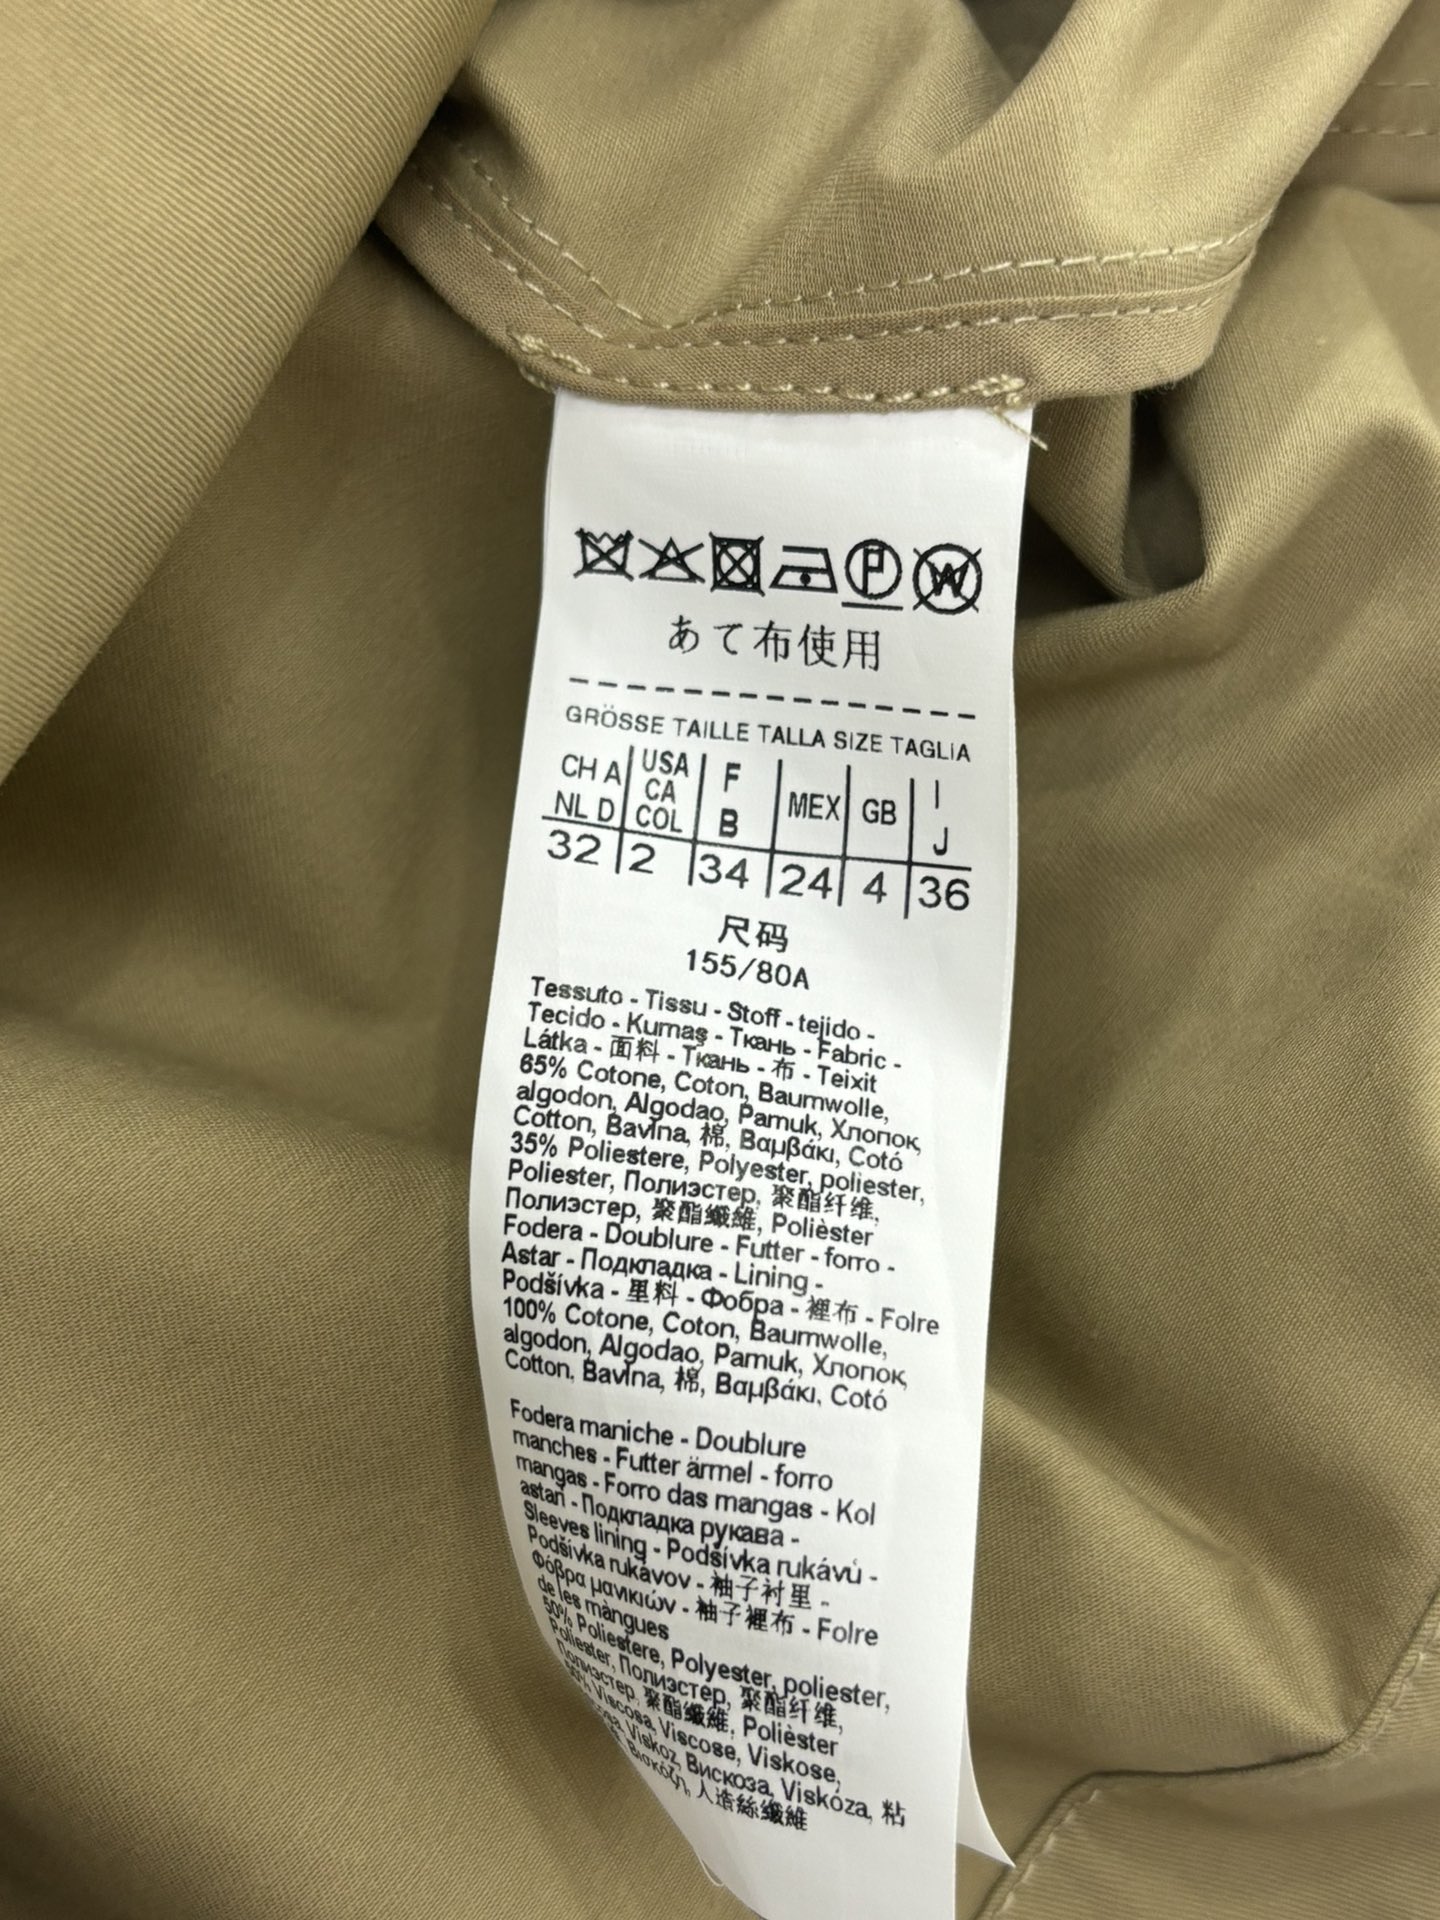 あて布使用
GRÖSSE TAILLE TALLA SIZE TAGLIA
CH A NL D | USA CA COL | F B | MEX | GB | I J
32 | 2 | 34 | 24 | 4 | 36
尺码
155/80A
Tessuto - Tissu - Stoff - tejido -
Tecido - Kumaş - Ткань - Fabric -
Látka - 面料 - Ткань - 布 - Teixit
65% Cotone, Coton, Baumwolle,
algodon, Algodao, Pamuk, Хлопок,
Cotton, Bavlna, 棉, Βαμβάκι, Cotó
35% Poliestere, Polyester, poliester,
Poliester, Полиэстер, 聚酯纤维,
Полиэстер, 聚酯纖維, Polièster
Fodera - Doublure - Futter - forro -
Astar - Подкладка - Lining -
Podšívka - 里料 - Φοδρα - 裡布 - Folre
100% Cotone, Coton, Baumwolle,
algodon, Algodao, Pamuk, Хлопок,
Cotton, Bavlna, 棉, Βαμβάκι, Cotó
Fodera maniche - Doublure
manches - Futter ärmel - forro
mangas - Forro das mangas - Kol
astarı - Подкладка рукава -
Sleeves lining - Podšívka rukávů -
Podšívka rukávov - 袖子衬里 -
Φόβρα μανικιών - 袖子裡布 - Folre
de les màngues
50% Poliestere, Polyester, poliester,
Poliester, Полиэстер, 聚酯纤维,
Полиэстер, 聚酯纖維, Polièster
50% Viscosa, Viscose, Viskose,
Viskoz, Вискоза, Viskóza, 粘
Βισκόζη, 人造絲纖維